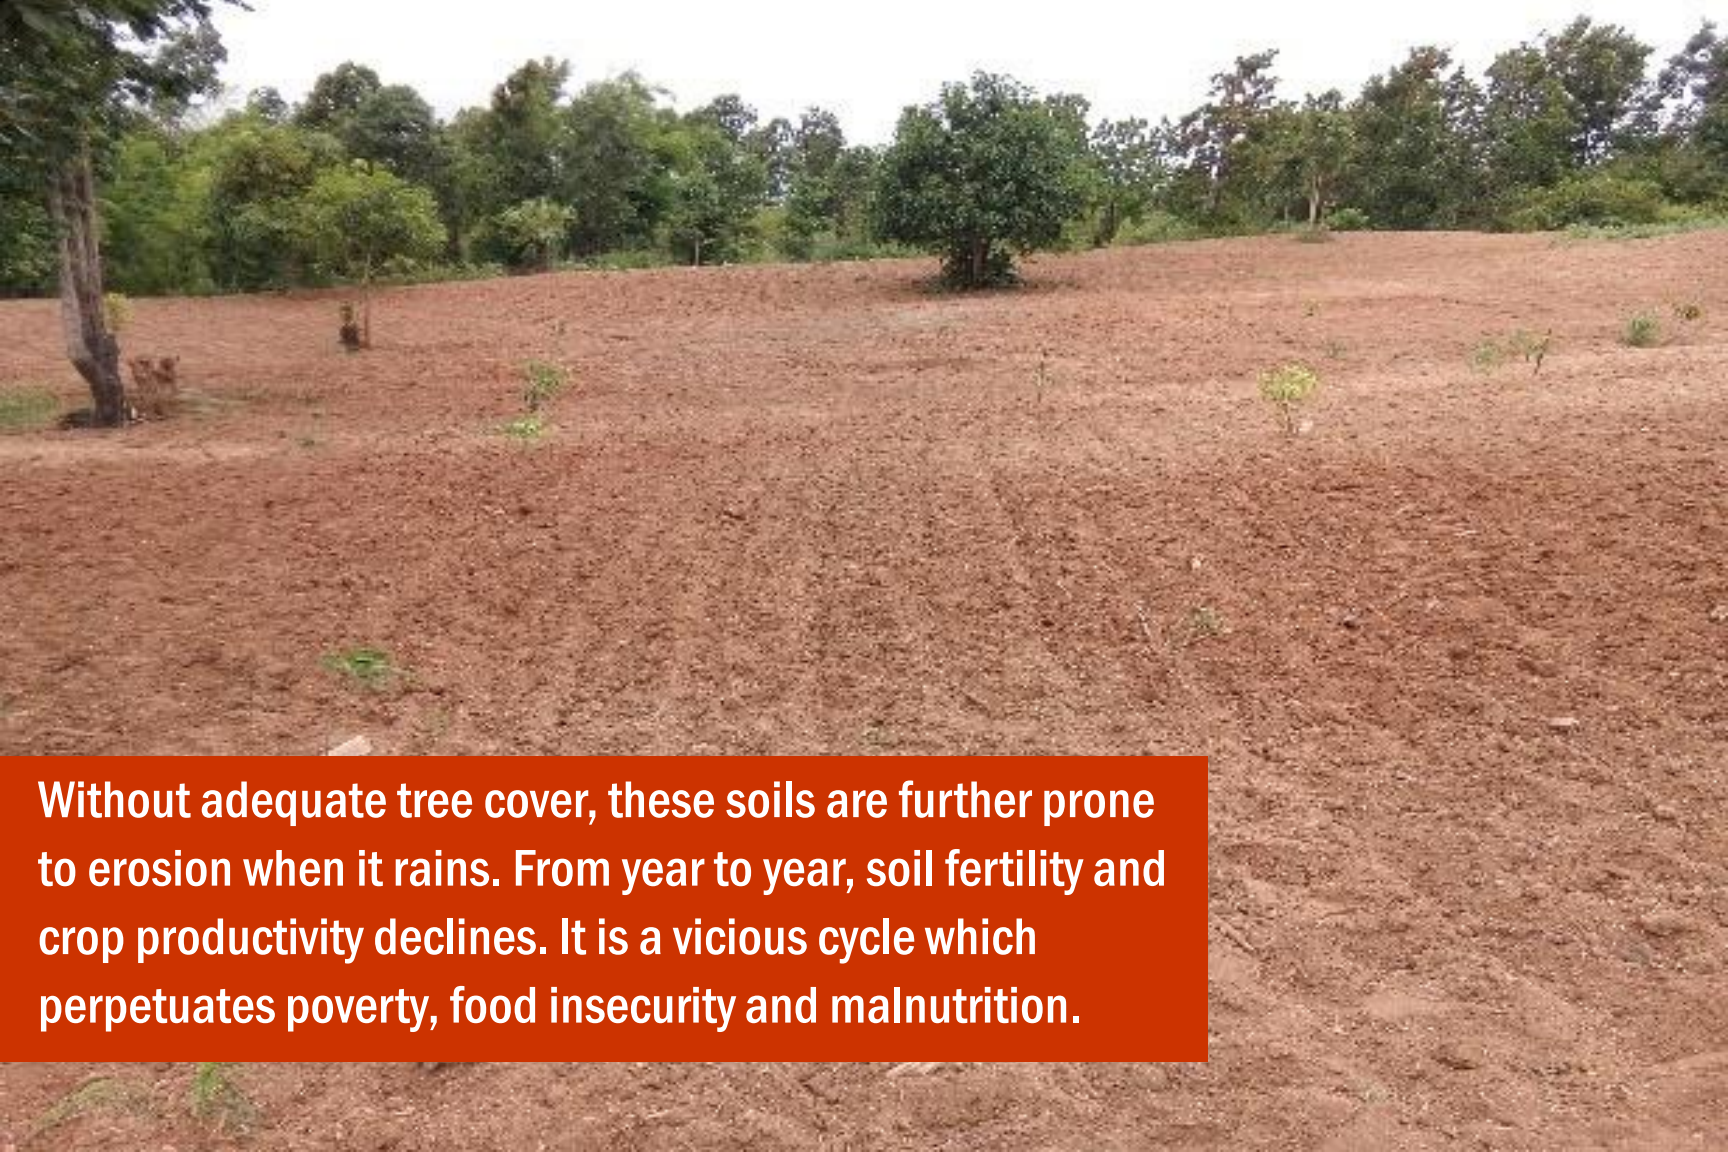 Without adequate tree cover, these soils are further prone
to erosion when it rains. From year to year, soil fertility and
crop productivity declines. It is a vicious cycle which
perpetuates poverty, food insecurity and malnutrition.